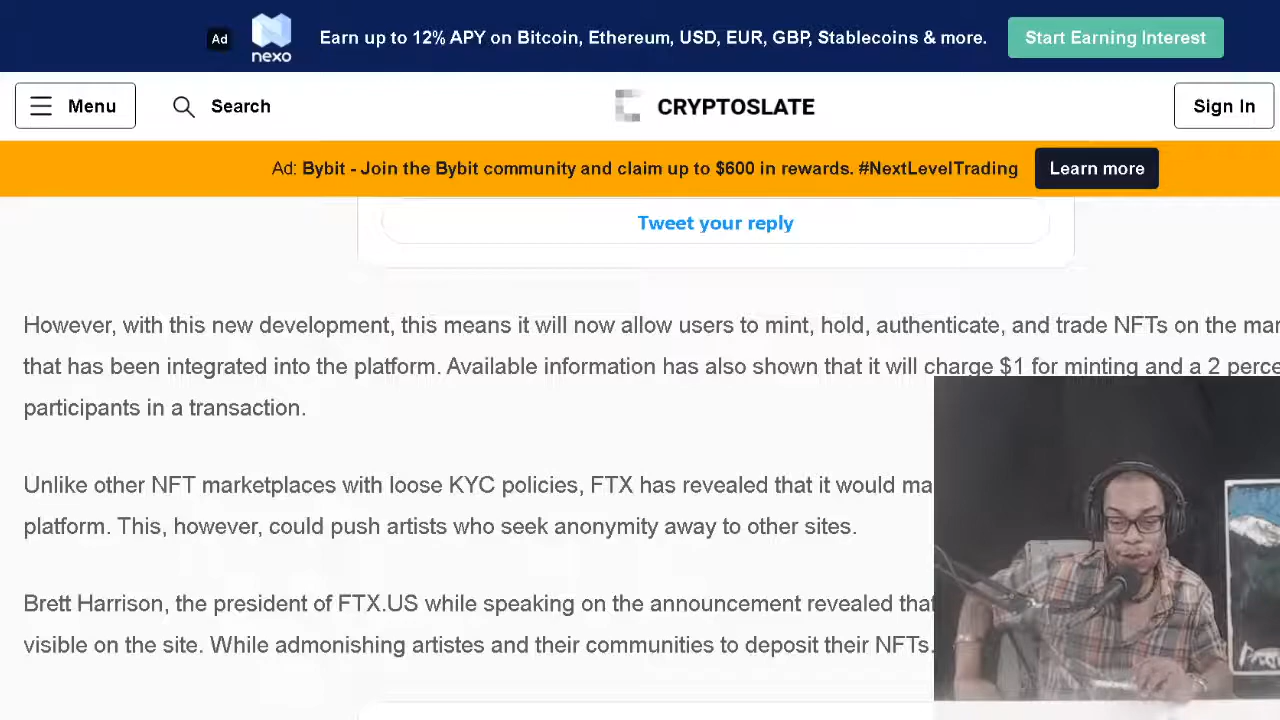 Ad
nexo
Earn up to 12% APY on Bitcoin, Ethereum, USD, EUR, GBP, Stablecoins & more.
Start Earning Interest
Menu
Search
CRYPTOSLATE
Sign In
Ad: Bybit - Join the Bybit community and claim up to $600 in rewards. #NextLevelTrading
Learn more
Tweet your reply
However, with this new development, this means it will now allow users to mint, hold, authenticate, and trade NFTs on the
that has been integrated into the platform. Available information has also shown that it will charge $1 for minting and a 2
participants in a transaction.
Unlike other NFT marketplaces with loose KYC policies, FTX has revealed that it would
platform. This, however, could push artists who seek anonymity away to other sites.
Brett Harrison, the president of FTX.US while speaking on the announcement revealed that
visible on the site. While admonishing artistes and their communities to deposit their NFTs.